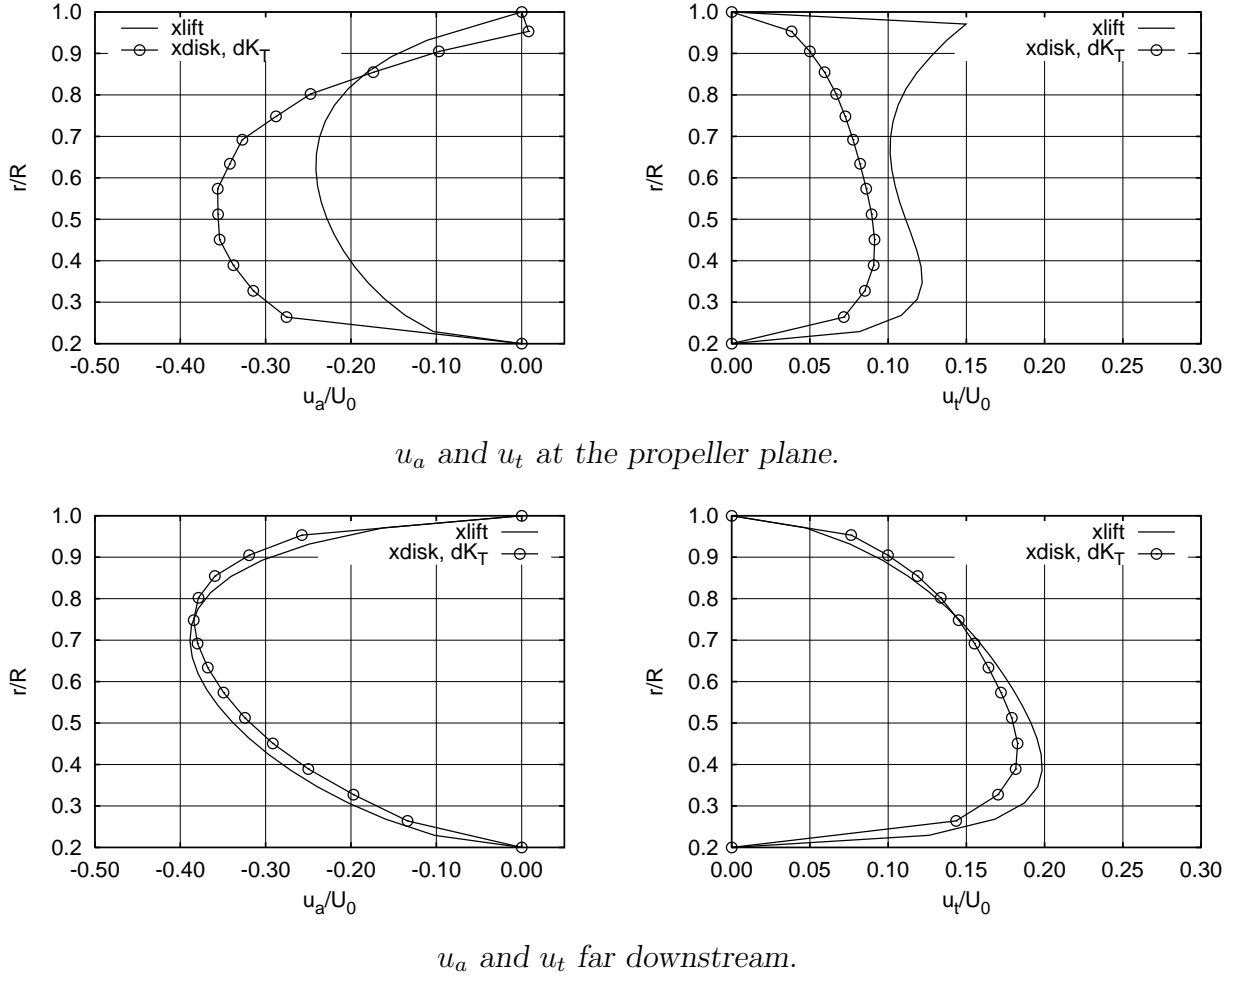 1.0
0.9
0.8
0.7
0.6
0.5
0.4
0.3
0.2
r/R
-0.50 -0.40 -0.30 -0.20 -0.10 0.00
u_a/U_0
xlift
xdisk, dK_T
1.0
0.9
0.8
0.7
0.6
0.5
0.4
0.3
0.2
r/R
0.00 0.05 0.10 0.15 0.20 0.25 0.30
u_t/U_0
xlift
xdisk, dK_T
u_a and u_t at the propeller plane.
1.0
0.9
0.8
0.7
0.6
0.5
0.4
0.3
0.2
r/R
-0.50 -0.40 -0.30 -0.20 -0.10 0.00
u_a/U_0
xlift
xdisk, dK_T
1.0
0.9
0.8
0.7
0.6
0.5
0.4
0.3
0.2
r/R
0.00 0.05 0.10 0.15 0.20 0.25 0.30
u_t/U_0
xlift
xdisk, dK_T
u_a and u_t far downstream.